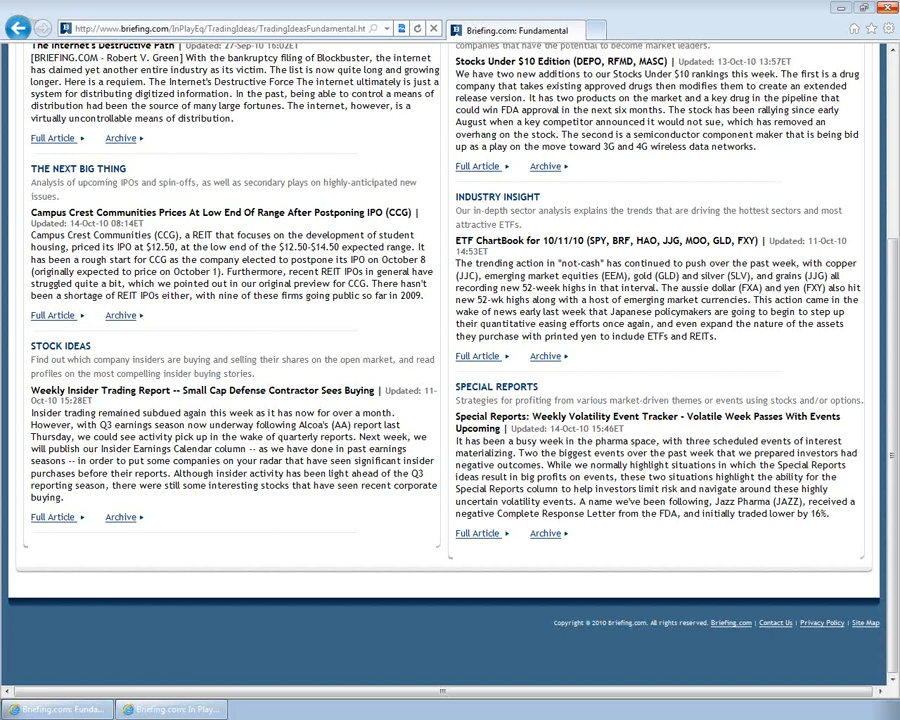 http://www.briefing.com/InPlayEq/TradingIdeas/TradingIdeasFundamental.ht
Briefing.com: Fundamental
The Internet's Destructive Path | Updated: 27-Sep-10 16:02ET
[BRIEFING.COM - Robert V. Green] With the bankruptcy filing of Blockbuster, the internet
has claimed yet another entire industry as its victim. The list is now quite long and growing
longer. Here is a requiem. The Internet's Destructive Force The internet ultimately is just a
system for distributing digitized information. In the past, being able to control a means of
distribution had been the source of many large fortunes. The internet, however, is a
virtually uncontrollable means of distribution.
Full Article
Archive
THE NEXT BIG THING
Analysis of upcoming IPOs and spin-offs, as well as secondary plays on highly-anticipated new
issues.
Campus Crest Communities Prices At Low End Of Range After Postponing IPO (CCG) |
Updated: 14-Oct-10 08:14ET
Campus Crest Communities (CCG), a REIT that focuses on the development of student
housing, priced its IPO at $12.50, at the low end of the $12.50-$14.50 expected range. It
has been a rough start for CCG as the company elected to postpone its IPO on October 8
(originally expected to price on October 1). Furthermore, recent REIT IPOs in general have
struggled quite a bit, which we pointed out in our original preview for CCG. There hasn't
been a shortage of REIT IPOs either, with nine of these firms going public so far in 2009.
Full Article
Archive
STOCK IDEAS
Find out which company insiders are buying and selling their shares on the open market, and read
profiles on the most compelling insider buying stories.
Weekly Insider Trading Report -- Small Cap Defense Contractor Sees Buying | Updated: 11-
Oct-10 15:28ET
Insider trading remained subdued again this week as it has now for over a month.
However, with Q3 earnings season now underway following Alcoa's (AA) report last
Thursday, we could see activity pick up in the wake of quarterly reports. Next week, we
will publish our Insider Earnings Calendar column -- as we have done in past earnings
seasons -- in order to put some companies on your radar that have seen significant insider
purchases before their reports. Although insider activity has been light ahead of the Q3
reporting season, there were still some interesting stocks that have seen recent corporate
buying.
Full Article
Archive
companies that have the potential to become market leaders.
Stocks Under $10 Edition (DEPO, RFMD, MASC) | Updated: 13-Oct-10 13:57ET
We have two new additions to our Stocks Under $10 rankings this week. The first is a drug
company that takes existing approved drugs then modifies them to create an extended
release version. It has two products on the market and a key drug in the pipeline that
could win FDA approval in the next six months. The stock has been rallying since early
August when a key competitor announced it would not sue, which has removed an
overhang on the stock. The second is a semiconductor component maker that is being bid
up as a play on the move toward 3G and 4G wireless data networks.
Full Article
Archive
INDUSTRY INSIGHT
Our in-depth sector analysis explains the trends that are driving the hottest sectors and most
attractive ETFs.
ETF ChartBook for 10/11/10 (SPY, BRF, HAO, JJG, MOO, GLD, FXY) | Updated: 11-Oct-10
14:53ET
The trending action in "not-cash" has continued to push over the past week, with copper
(JJC), emerging market equities (EEM), gold (GLD) and silver (SLV), and grains (JJG) all
recording new 52-week highs in that interval. The aussie dollar (FXA) and yen (FXY) also hit
new 52-wk highs along with a host of emerging market currencies. This action came in the
wake of news early last week that Japanese policymakers are going to begin to step up
their quantitative easing efforts once again, and even expand the nature of the assets
they purchase with printed yen to include ETFs and REITs.
Full Article
Archive
SPECIAL REPORTS
Strategies for profiting from various market-driven themes or events using stocks and/or options.
Special Reports: Weekly Volatility Event Tracker - Volatile Week Passes With Events
Upcoming | Updated: 14-Oct-10 15:46ET
It has been a busy week in the pharma space, with three scheduled events of interest
materializing. Two the biggest events over the past week that we prepared investors had
negative outcomes. While we normally highlight situations in which the Special Reports
ideas result in big profits on events, these two situations highlight the ability for the
Special Reports column to help investors limit risk and navigate around these highly
uncertain volatility events. A name we've been following, Jazz Pharma (JAZZ), received a
negative Complete Response Letter from the FDA, and initially traded lower by 16%.
Full Article
Archive
Copyright © 2010 Briefing.com. All rights reserved. Briefing.com | Contact Us | Privacy Policy | Site Map
Briefing.com: Funda...
Briefing.com: In Play...